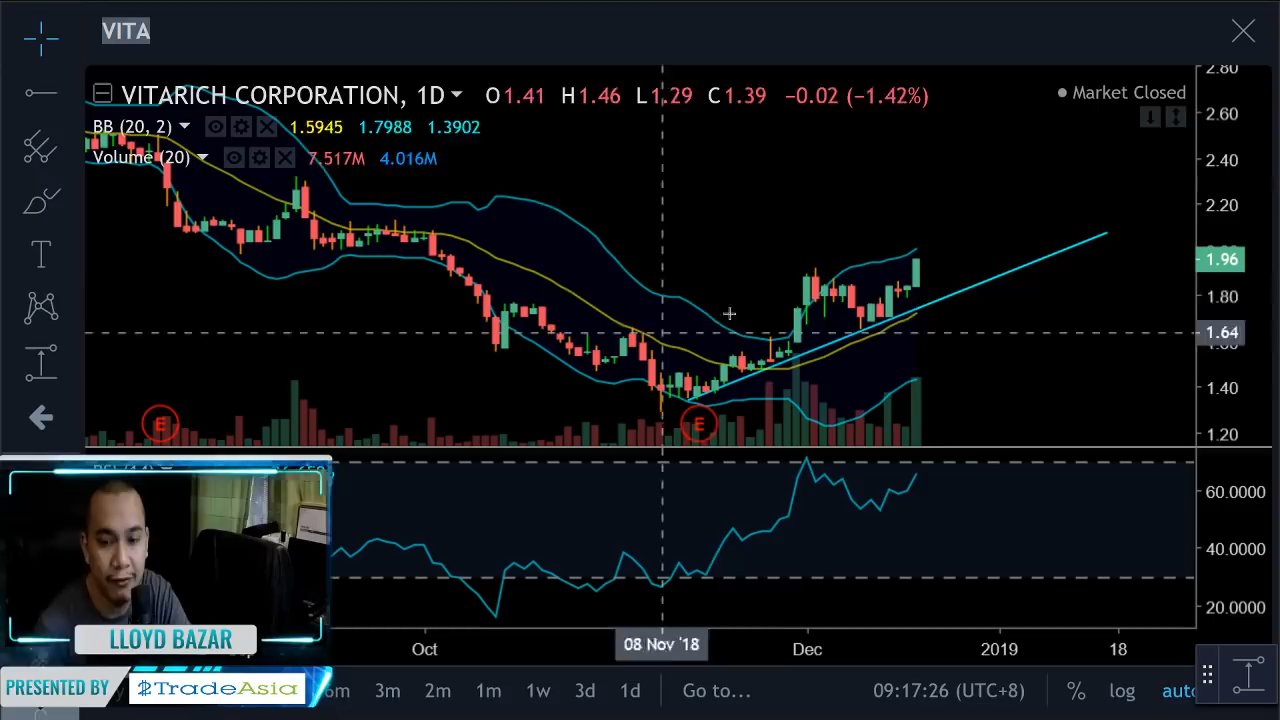 VITA
VITARICH CORPORATION, 1D O1.41 H1.46 L1.29 C1.39 −0.02 (−1.42%)
Market Closed
BB (20, 2) 1.5945 1.7988 1.3902
Volume (20) 7.517M 4.016M
2.80
2.60
2.40
2.20
1.96
1.80
1.64
1.40
1.20
E
E
60.0000
40.0000
20.0000
Oct
08 Nov '18
Dec
2019
18
LLOYD BAZAR
PRESENTED BY TradeAsia
3m 2m 1m 1w 3d 1d Go to... 09:17:26 (UTC+8) % log auto